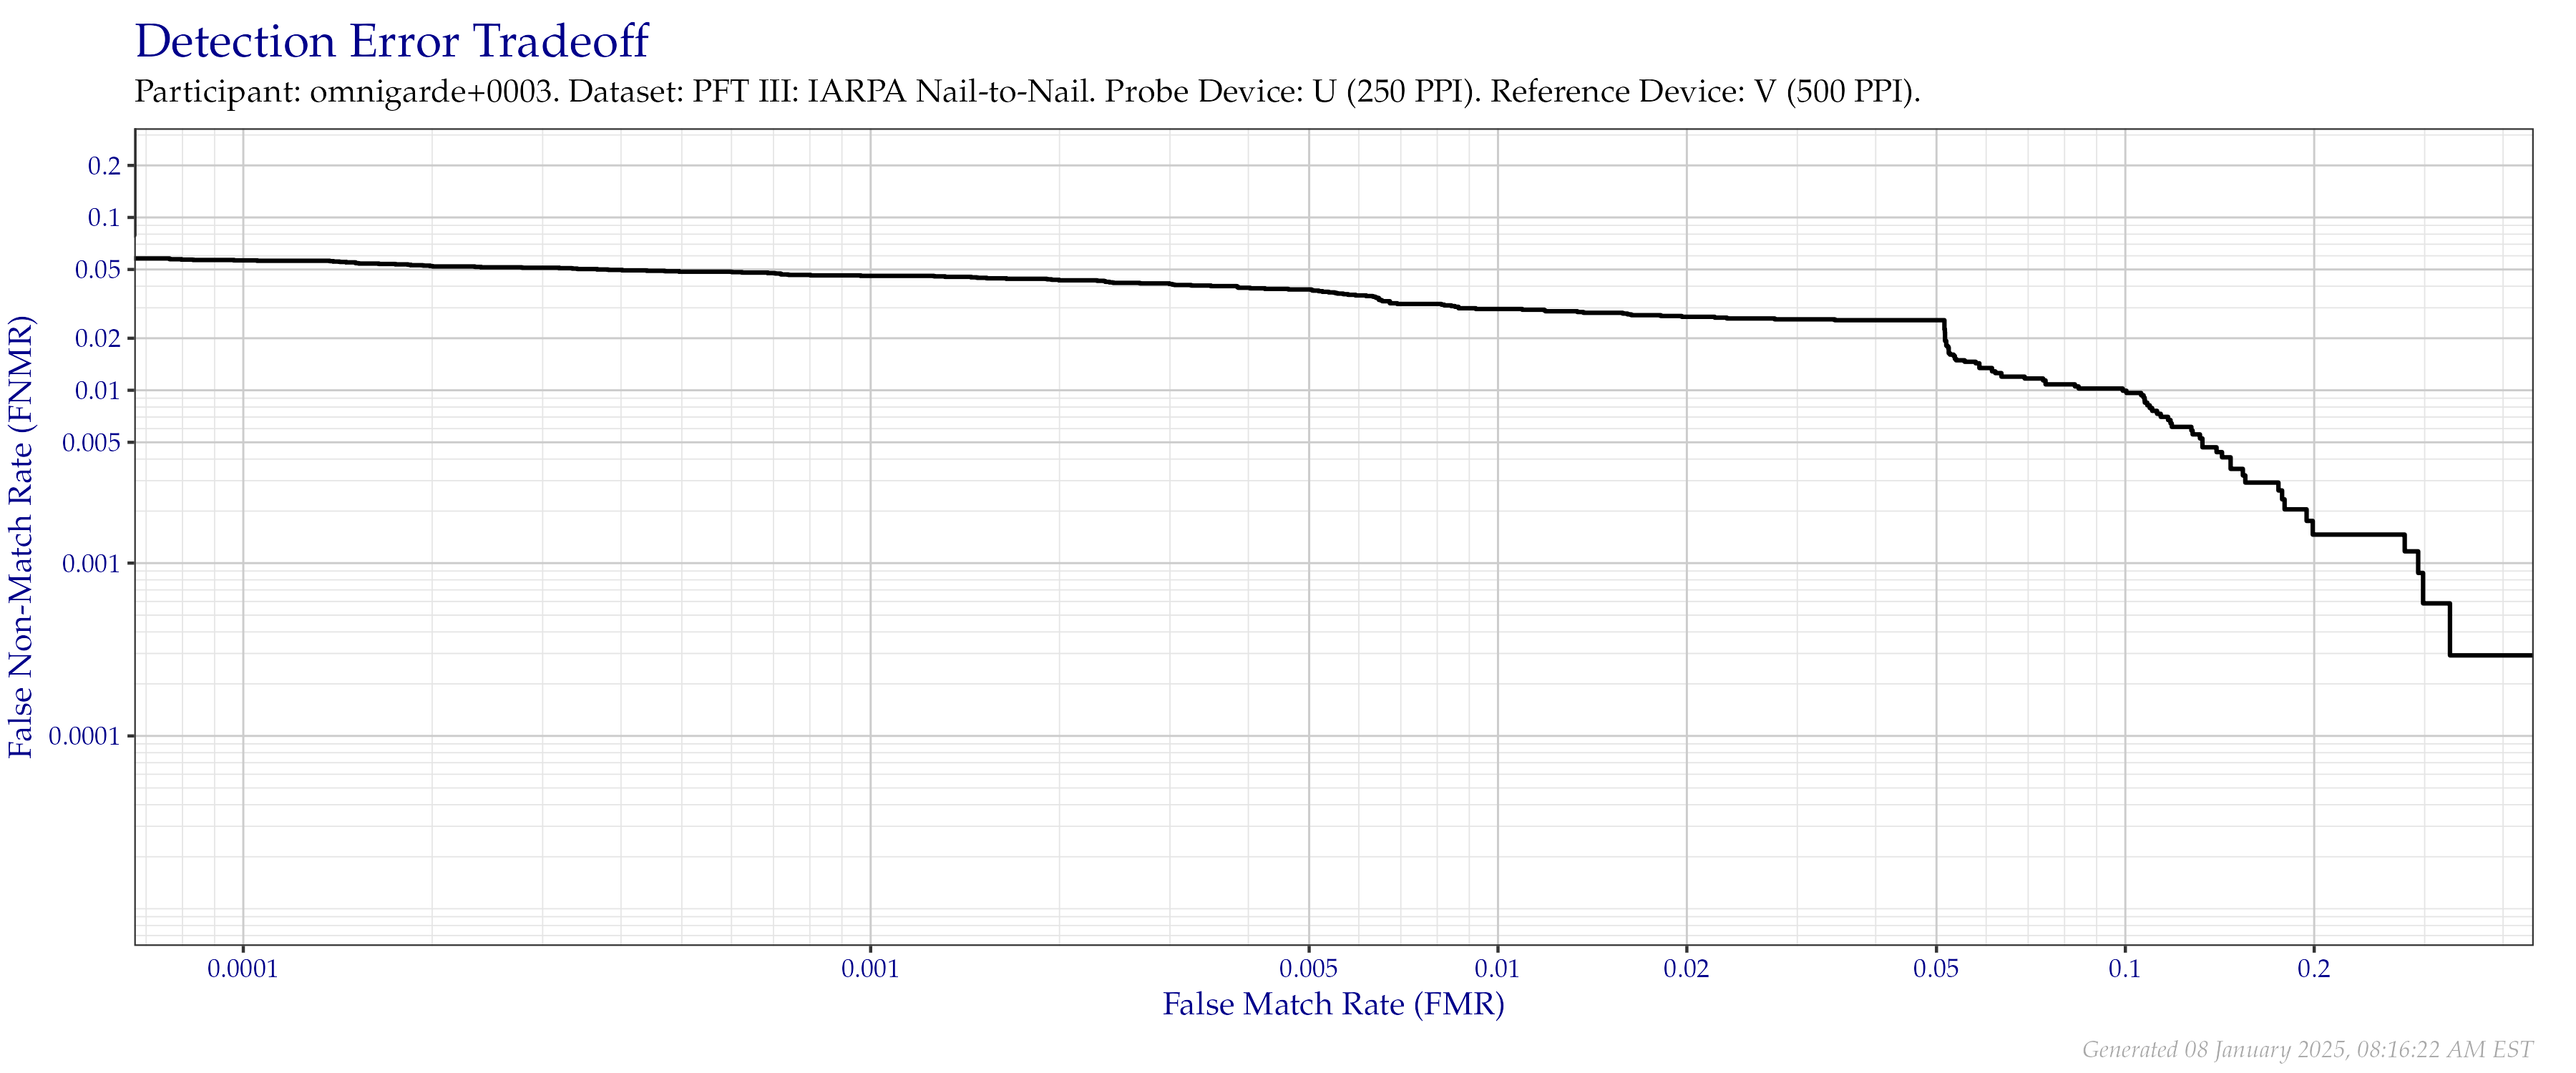 Detection Error Tradeoff
Participant: omnigarde+0003. Dataset: PFT III: IARPA Nail-to-Nail. Probe Device: U (250 PPI). Reference Device: V (500 PPI).
False Non-Match Rate (FNMR)
0.2
0.1
0.05
0.02
0.01
0.005
0.001
0.0001
0.0001 0.001 0.005 0.01 0.02 0.05 0.1 0.2
False Match Rate (FMR)
Generated 08 January 2025, 08:16:22 AM EST